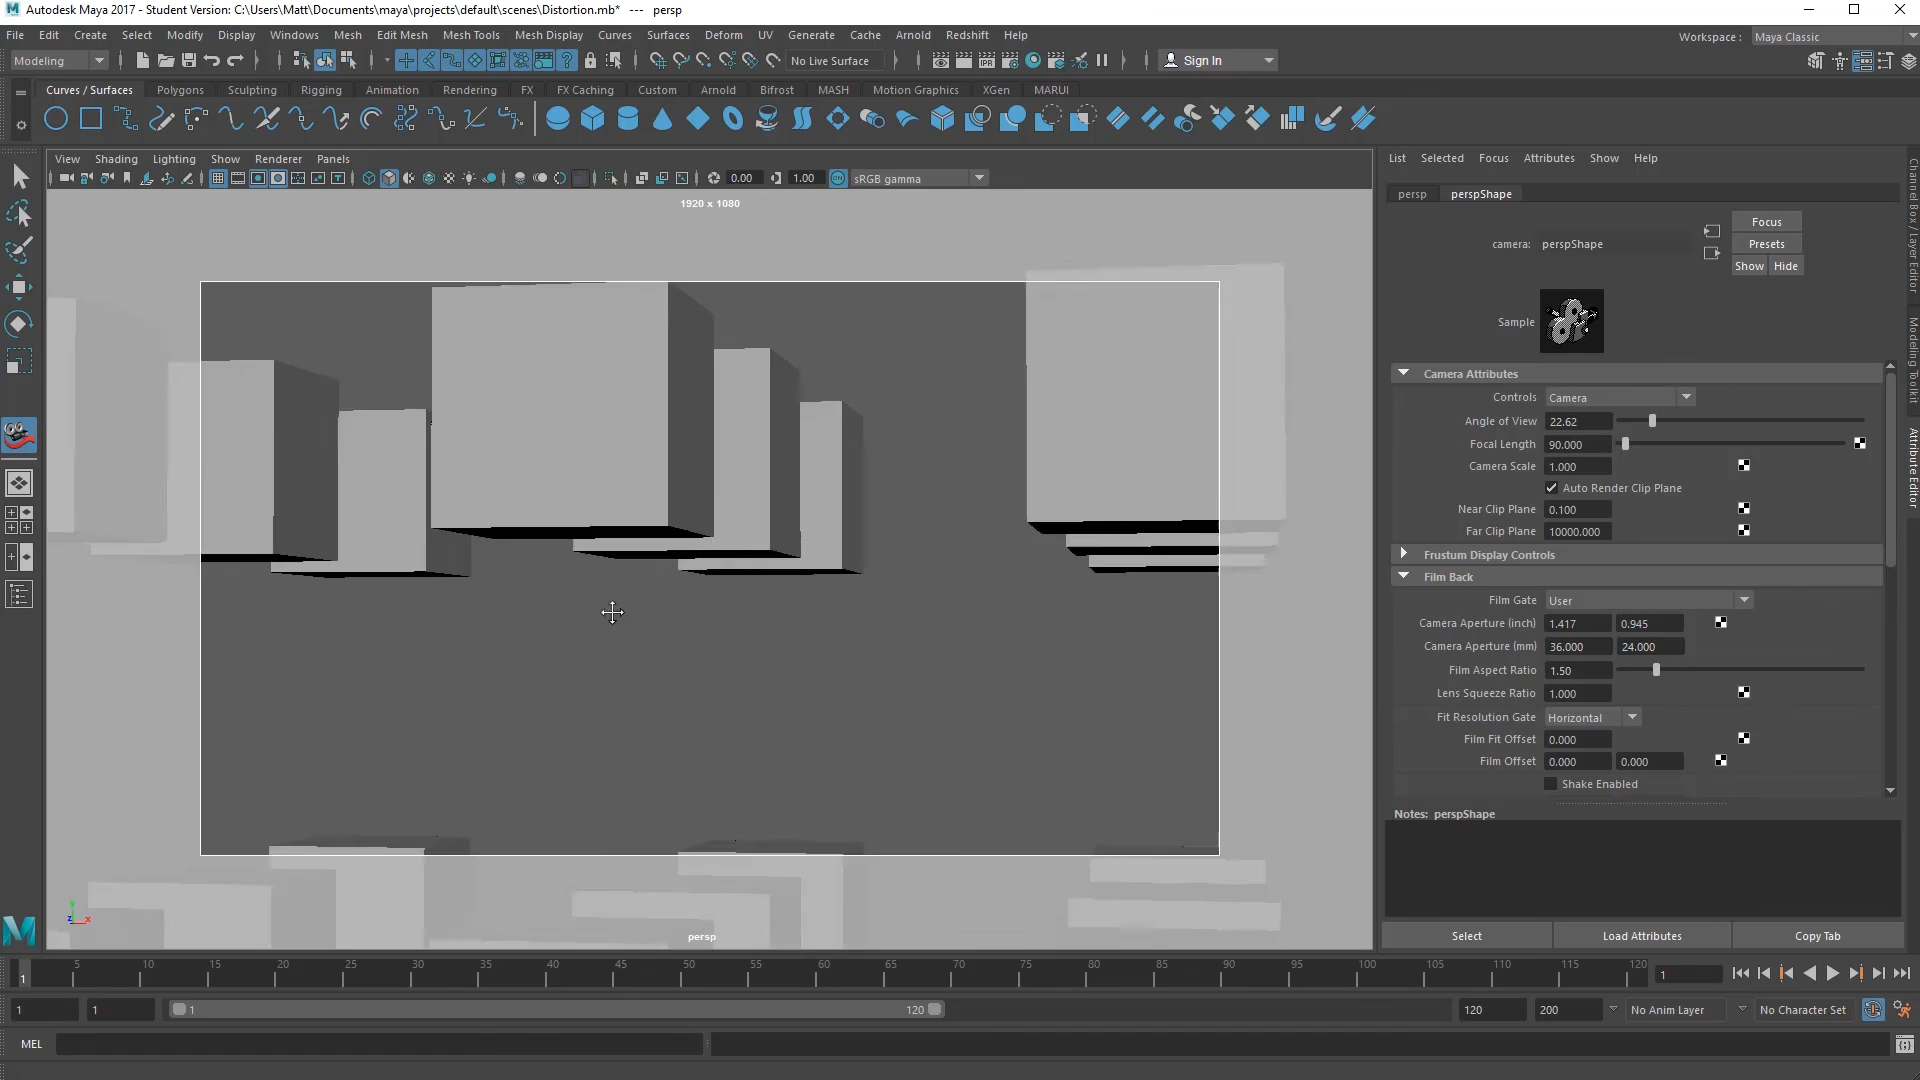 Autodesk Maya 2017 - Student Version: C:\Users\Matt\Documents\maya\projects\default\scenes\Distortion.mb* --- persp
File Edit Create Select Modify Display Windows Mesh Edit Mesh Mesh Tools Mesh Display Curves Surfaces Deform UV Generate Cache Arnold Redshift Help
Workspace : Maya Classic
Modeling No Live Surface Sign In
Curves / Surfaces Polygons Sculpting Rigging Animation Rendering FX FX Caching Custom Arnold Bifrost MASH Motion Graphics XGen MARUI
View Shading Lighting Show Renderer Panels
0.00 1.00 sRGB gamma
1920 x 1080
persp
List Selected Focus Attributes Show Help
persp perspShape
camera: perspShape
Focus
Presets
Show Hide
Sample
Camera Attributes
Controls Camera
Angle of View 22.62
Focal Length 90.000
Camera Scale 1.000
Auto Render Clip Plane
Near Clip Plane 0.100
Far Clip Plane 10000.000
Frustum Display Controls
Film Back
Film Gate User
Camera Aperture (inch) 1.417 0.945
Camera Aperture (mm) 36.000 24.000
Film Aspect Ratio 1.50
Lens Squeeze Ratio 1.000
Fit Resolution Gate Horizontal
Film Fit Offset 0.000
Film Offset 0.000 0.000
Shake Enabled
Notes: perspShape
Select Load Attributes Copy Tab
Channel Box / Layer Editor
Modeling Toolkit
Attribute Editor
1 5 10 15 20 25 30 35 40 45 50 55 60 65 70 75 80 85 90 95 100 105 110 115 120 1
1 1 1 120 120 200 No Anim Layer No Character Set
MEL